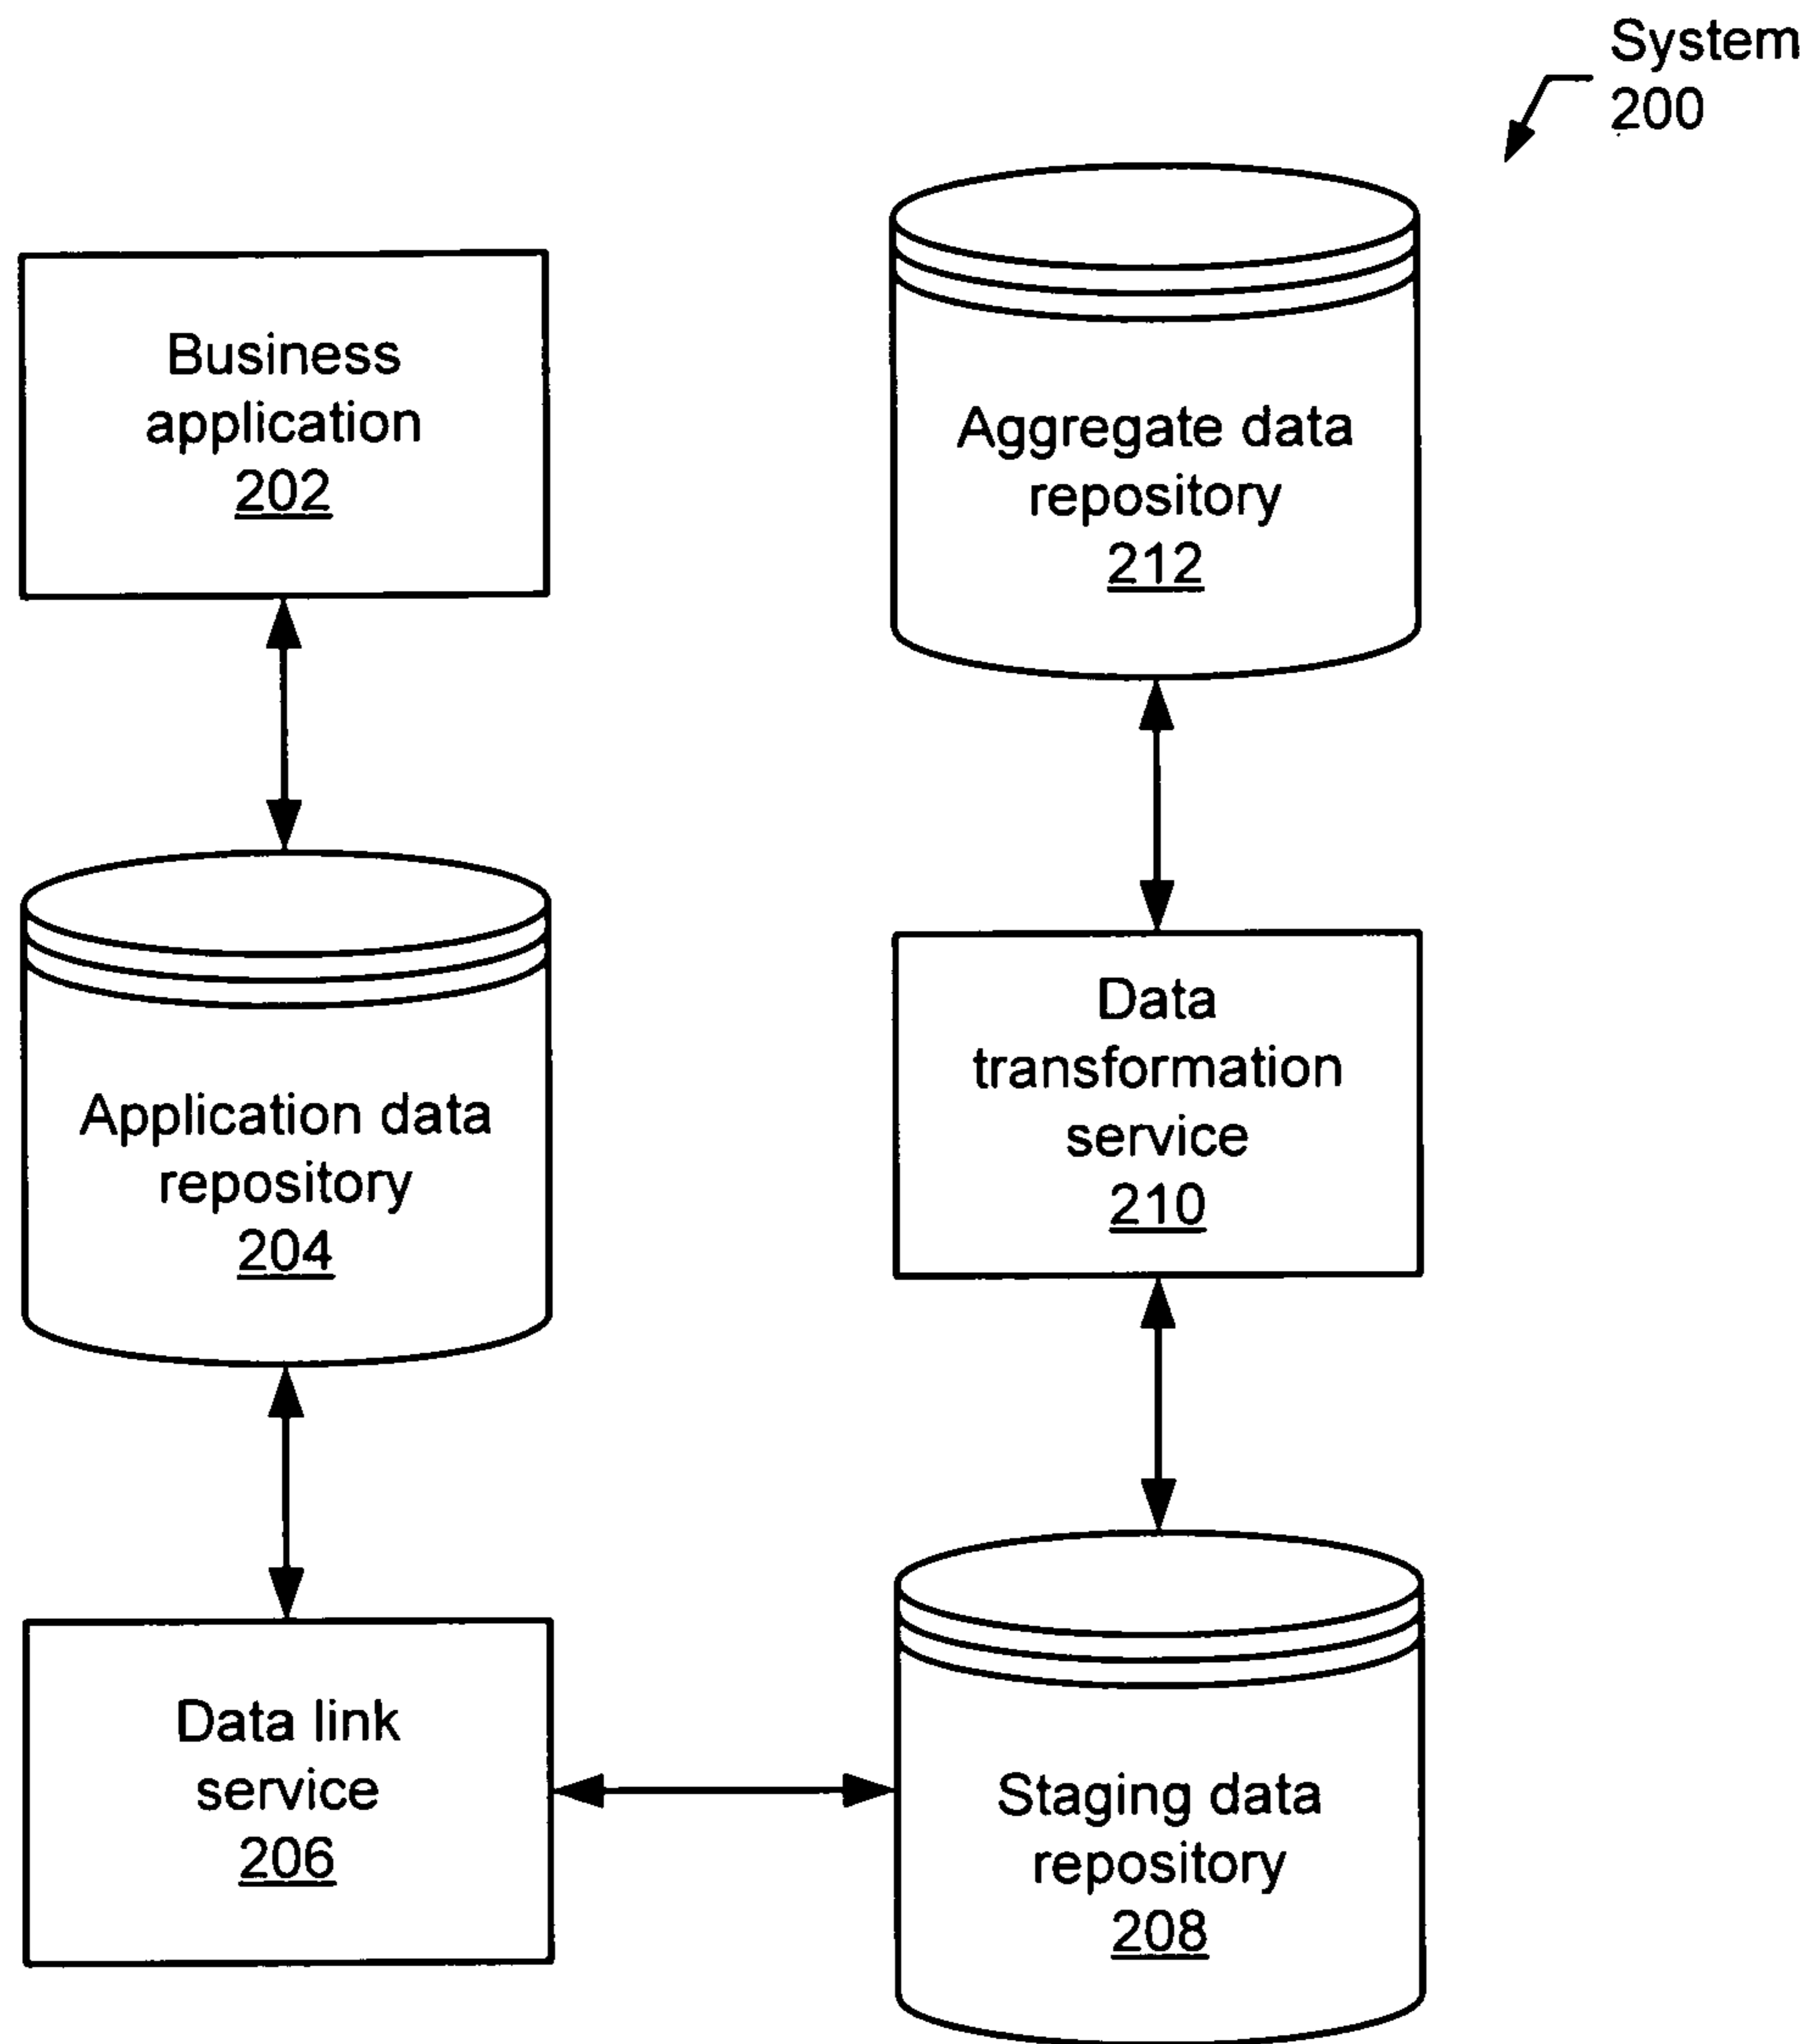 System
200
Business
application
202
Aggregate data
repository
212
Application data
repository
204
Data
transformation
service
210
Data link
service
206
Staging data
repository
208